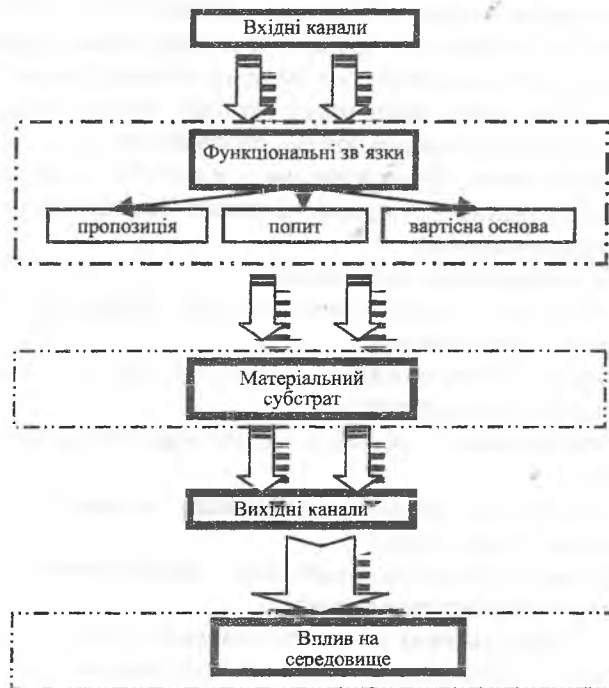 Вхідні канали
Функціональні зв`язки
пропозиція
попит
вартісна основа
Матеріальний
субстрат
Вихідні канали
Вплив на
середовище